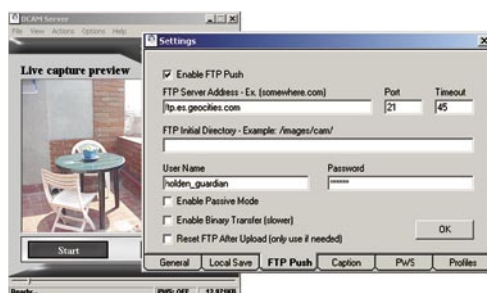 DCAM Server
File View Actions Options Help
Live capture preview
Start
Ready...
PWS: OFF 12.971KB
Settings
Enable FTP Push
FTP Server Address - Ex. (somewhere.com) Port Timeout
ftp.es.geocities.com 21 45
FTP Initial Directory - Example: /images/cam/
User Name Password
holden_guardian ******
Enable Passive Mode
Enable Binary Transfer (slower)
Reset FTP After Upload (only use if needed)
OK
General Local Save FTP Push Caption PWS Profiles